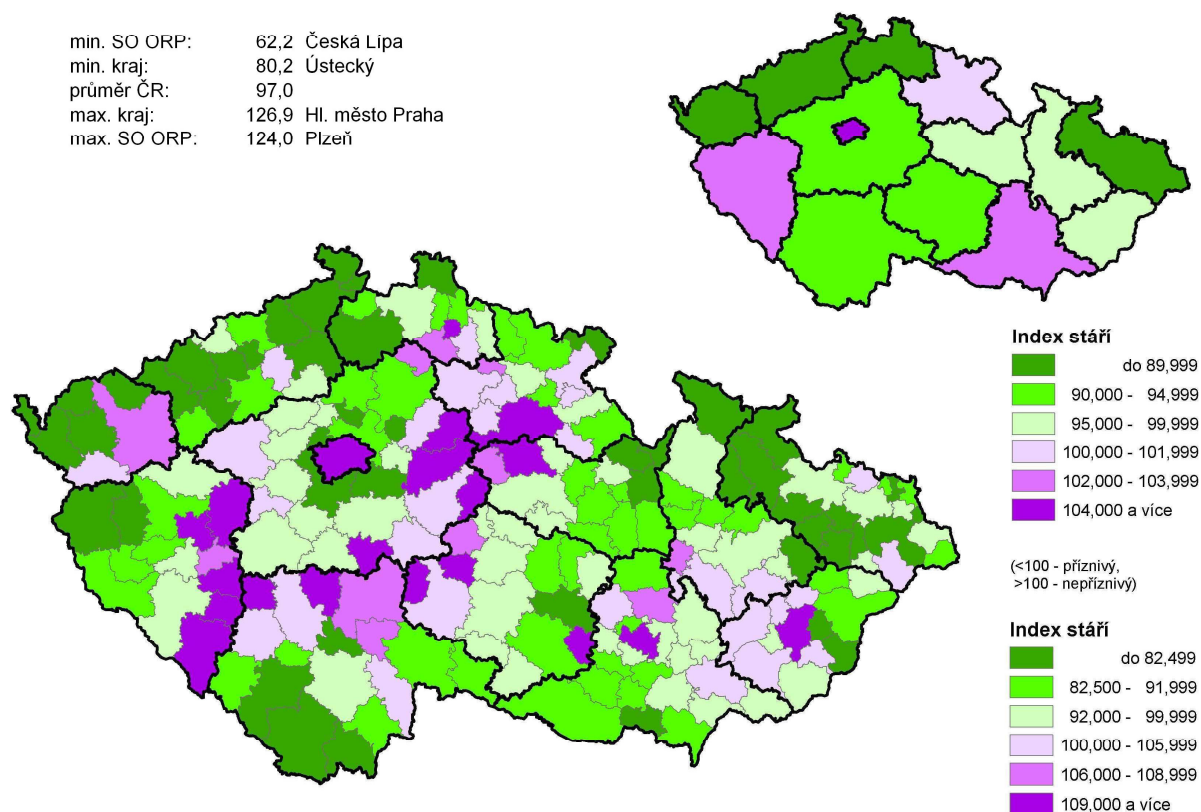 min. SO ORP: 62,2 Česká Lípa
min. kraj: 80,2 Ústecký
průměr ČR: 97,0
max. kraj: 126,9 Hl. město Praha
max. SO ORP: 124,0 Plzeň
Index stáří
do 89,999
90,000 - 94,999
95,000 - 99,999
100,000 - 101,999
102,000 - 103,999
104,000 a více
(<100 - příznivý,
>100 - nepříznivý)
Index stáří
do 82,499
82,500 - 91,999
92,000 - 99,999
100,000 - 105,999
106,000 - 108,999
109,000 a více